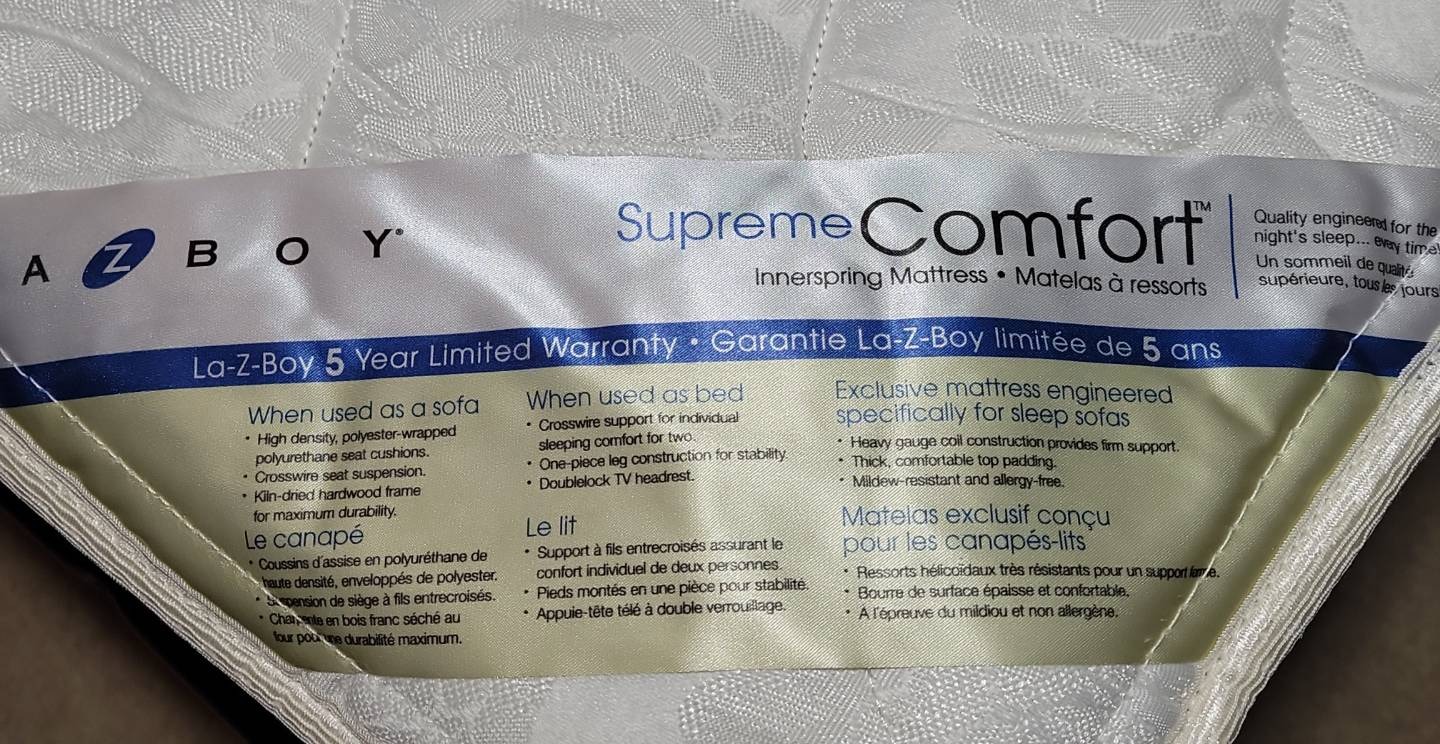 A Z B O Y®
SupremeComfort™
Innerspring Mattress • Matelas à ressorts
Quality engineered for the
night's sleep... every time
Un sommeil de qualité
supérieure, tous les jours
La-Z-Boy 5 Year Limited Warranty • Garantie La-Z-Boy limitée de 5 ans
When used as a sofa
• High density, polyester-wrapped
polyurethane seat cushions.
• Crosswire seat suspension.
• Kiln-dried hardwood frame
for maximum durability.
Le canapé
• Coussins d'assise en polyuréthane de
haute densité, enveloppés de polyester.
• Suspension de siège à fils entrecroisés.
• Charpente en bois franc séché au
four pour une durabilité maximum.
When used as bed
• Crosswire support for individual
sleeping comfort for two.
• One-piece leg construction for stability.
• Doublelock TV headrest.
Le lit
• Support à fils entrecroisés assurant le
confort individuel de deux personnes.
• Pieds montés en une pièce pour stabilité.
• Appuie-tête télé à double verrouillage.
Exclusive mattress engineered
specifically for sleep sofas
• Heavy gauge coil construction provides firm support.
• Thick, comfortable top padding.
• Mildew-resistant and allergy-free.
Matelas exclusif conçu
pour les canapés-lits
• Ressorts hélicoïdaux très résistants pour un support ferme.
• Bourre de surface épaisse et confortable.
• À l'épreuve du mildiou et non allergène.